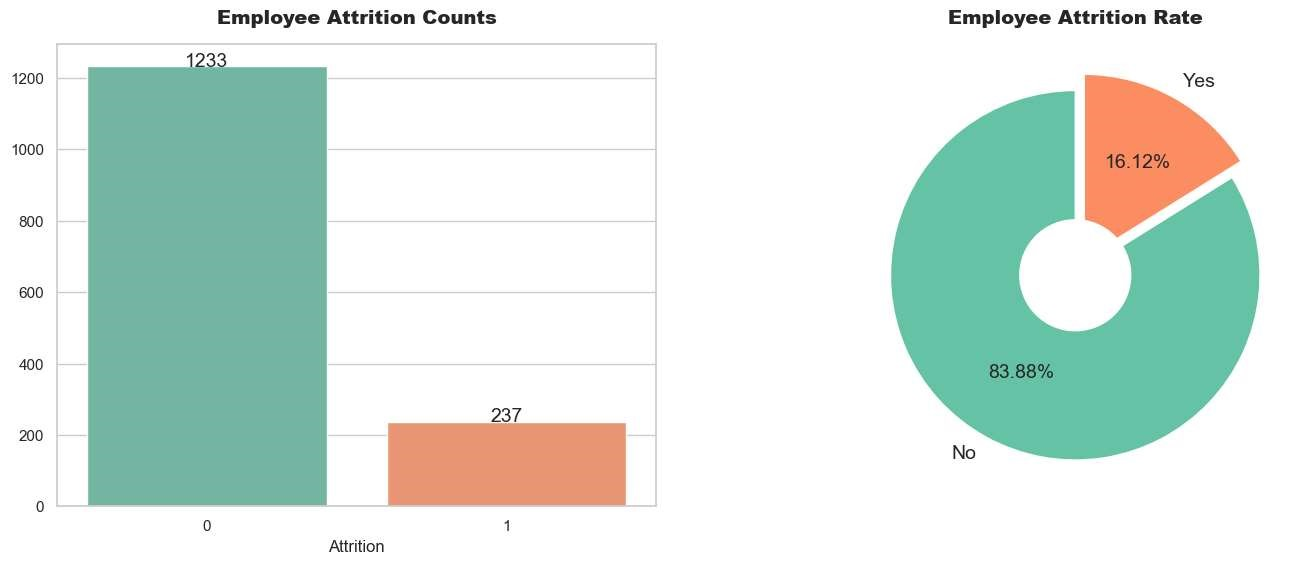 Employee Attrition Counts
1233
1200
1000
800
600
400
237
200
0
0
1
Attrition
Employee Attrition Rate
Yes
16.12%
83.88%
No